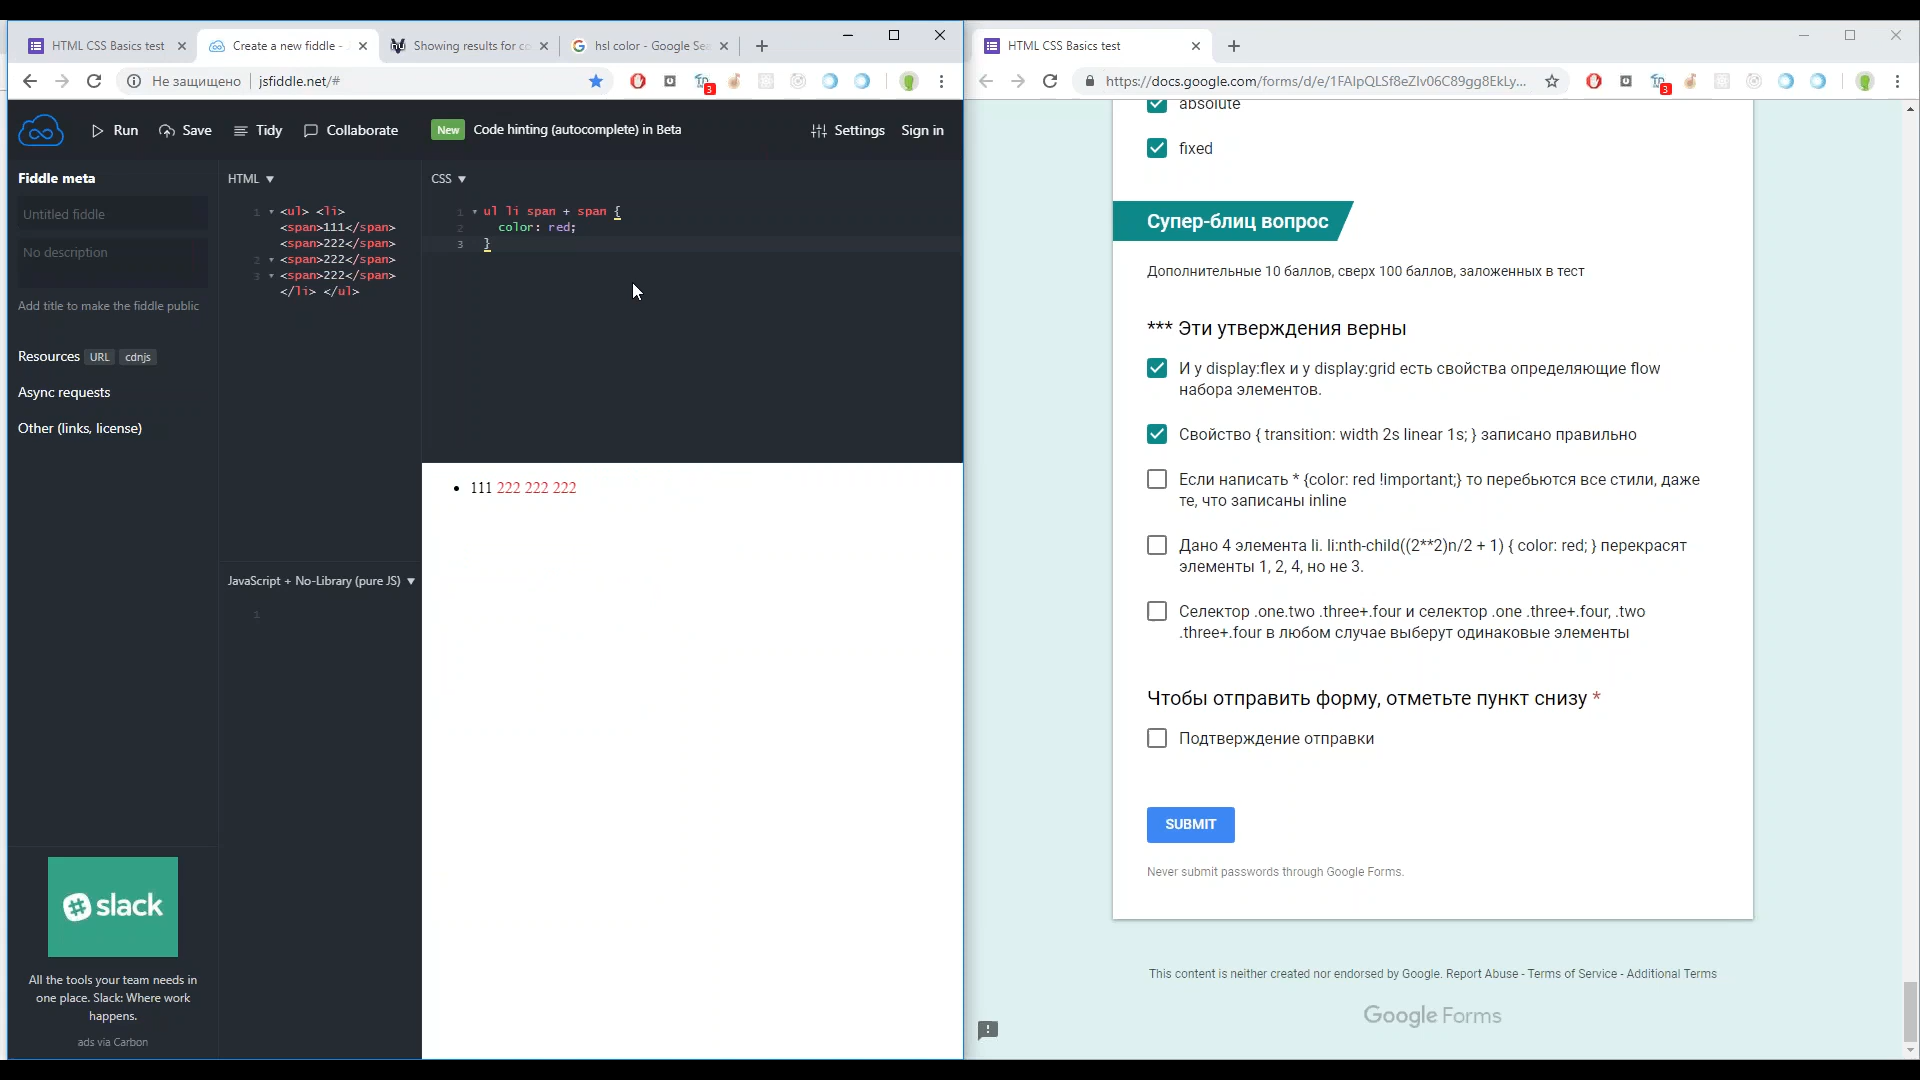 HTML CSS Basics test
Create a new fiddle -
Showing results for co
hsl color - Google Se
Не защищено
jsfiddle.net/#
3
Run
Save
Tidy
Collaborate
New
Code hinting (autocomplete) in Beta
Settings
Sign in
Fiddle meta
Untitled fiddle
No description
Add title to make the fiddle public
Resources URL cdnjs
Async requests
Other (links, license)
slack
All the tools your team needs in
one place. Slack: Where work
happens.
ads via Carbon
HTML
1 <ul> <li>
<span>111</span>
<span>222</span>
2 <span>222</span>
3 <span>222</span>
</li> </ul>
JavaScript + No-Library (pure JS)
1
CSS
1 ul li span + span {
2 color: red;
3 }
• 111 222 222 222
HTML CSS Basics test
https://docs.google.com/forms/d/e/1FAIpQLSf8eZIv06C89gg8EkLy...
3
absolute
fixed
Супер-блиц вопрос
Дополнительные 10 баллов, сверх 100 баллов, заложенных в тест
*** Эти утверждения верны
И у display:flex и у display:grid есть свойства определяющие flow
набора элементов.
Свойство { transition: width 2s linear 1s; } записано правильно
Если написать * {color: red !important;} то перебьются все стили, даже
те, что записаны inline
Дано 4 элемента li. li:nth-child((2**2)n/2 + 1) { color: red; } перекрасят
элементы 1, 2, 4, но не 3.
Селектор .one.two .three+.four и селектор .one .three+.four, .two
.three+.four в любом случае выберут одинаковые элементы
Чтобы отправить форму, отметьте пункт снизу *
Подтверждение отправки
SUBMIT
Never submit passwords through Google Forms.
This content is neither created nor endorsed by Google. Report Abuse - Terms of Service - Additional Terms
Google Forms